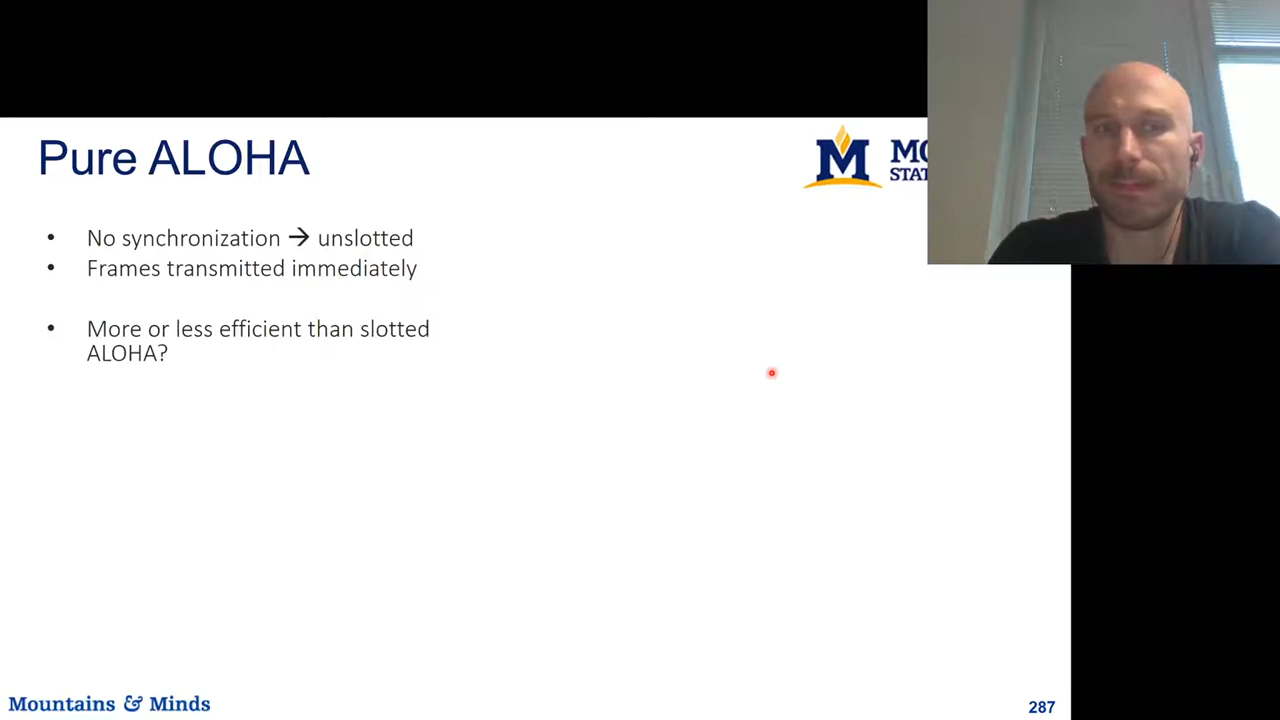 Pure ALOHA
M
STAT
• No synchronization → unslotted
• Frames transmitted immediately
• More or less efficient than slotted
ALOHA?
Mountains & Minds
287